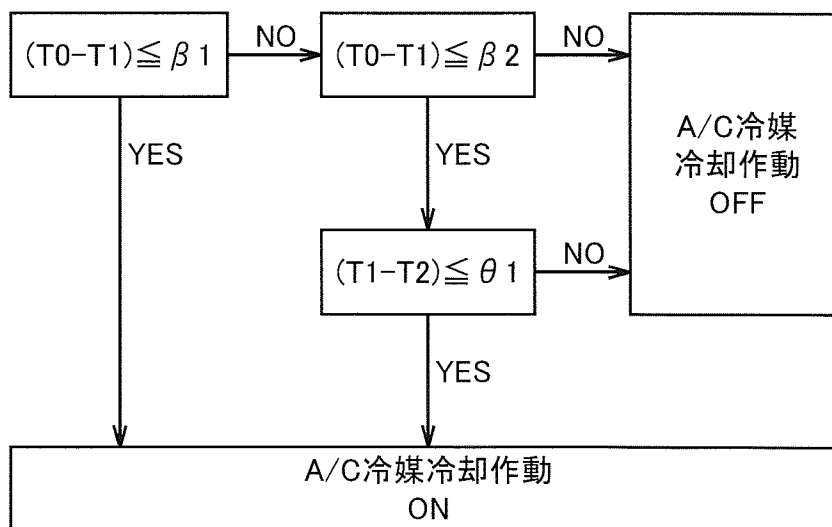 (T0-T1)≦β1
NO
(T0-T1)≦β2
NO
A/C冷媒
冷却作動
OFF
YES
YES
(T1-T2)≦θ1
NO
YES
A/C冷媒冷却作動
ON